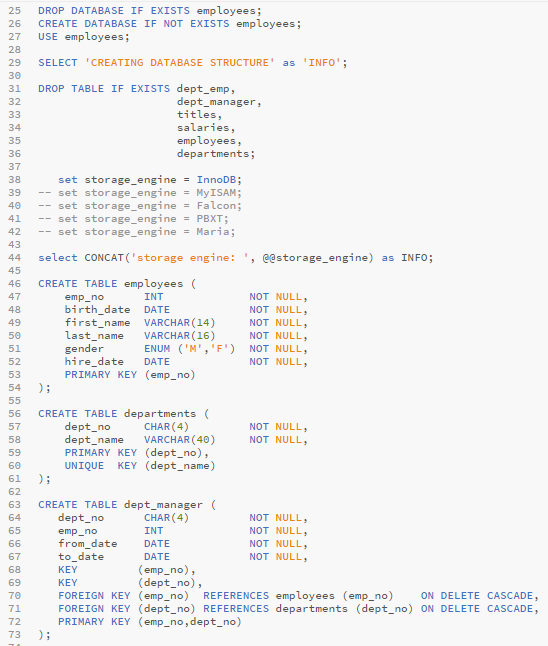 25 DROP DATABASE IF EXISTS employees;
26 CREATE DATABASE IF NOT EXISTS employees;
27 USE employees;
28
29 SELECT 'CREATING DATABASE STRUCTURE' as 'INFO';
30
31 DROP TABLE IF EXISTS dept_emp,
32                      dept_manager,
33                      titles,
34                      salaries,
35                      employees,
36                      departments;
37
38    set storage_engine = InnoDB;
39 -- set storage_engine = MyISAM;
40 -- set storage_engine = Falcon;
41 -- set storage_engine = PBXT;
42 -- set storage_engine = Maria;
43
44 select CONCAT('storage engine: ', @@storage_engine) as INFO;
45
46 CREATE TABLE employees (
47     emp_no      INT             NOT NULL,
48     birth_date  DATE            NOT NULL,
49     first_name  VARCHAR(14)     NOT NULL,
50     last_name   VARCHAR(16)     NOT NULL,
51     gender      ENUM ('M','F')  NOT NULL,
52     hire_date   DATE            NOT NULL,
53     PRIMARY KEY (emp_no)
54 );
55
56 CREATE TABLE departments (
57     dept_no     CHAR(4)         NOT NULL,
58     dept_name   VARCHAR(40)     NOT NULL,
59     PRIMARY KEY (dept_no),
60     UNIQUE  KEY (dept_name)
61 );
62
63 CREATE TABLE dept_manager (
64    dept_no      CHAR(4)         NOT NULL,
65    emp_no       INT             NOT NULL,
66    from_date    DATE            NOT NULL,
67    to_date      DATE            NOT NULL,
68    KEY         (emp_no),
69    KEY         (dept_no),
70    FOREIGN KEY (emp_no)  REFERENCES employees (emp_no)    ON DELETE CASCADE,
71    FOREIGN KEY (dept_no) REFERENCES departments (dept_no) ON DELETE CASCADE,
72    PRIMARY KEY (emp_no,dept_no)
73 );